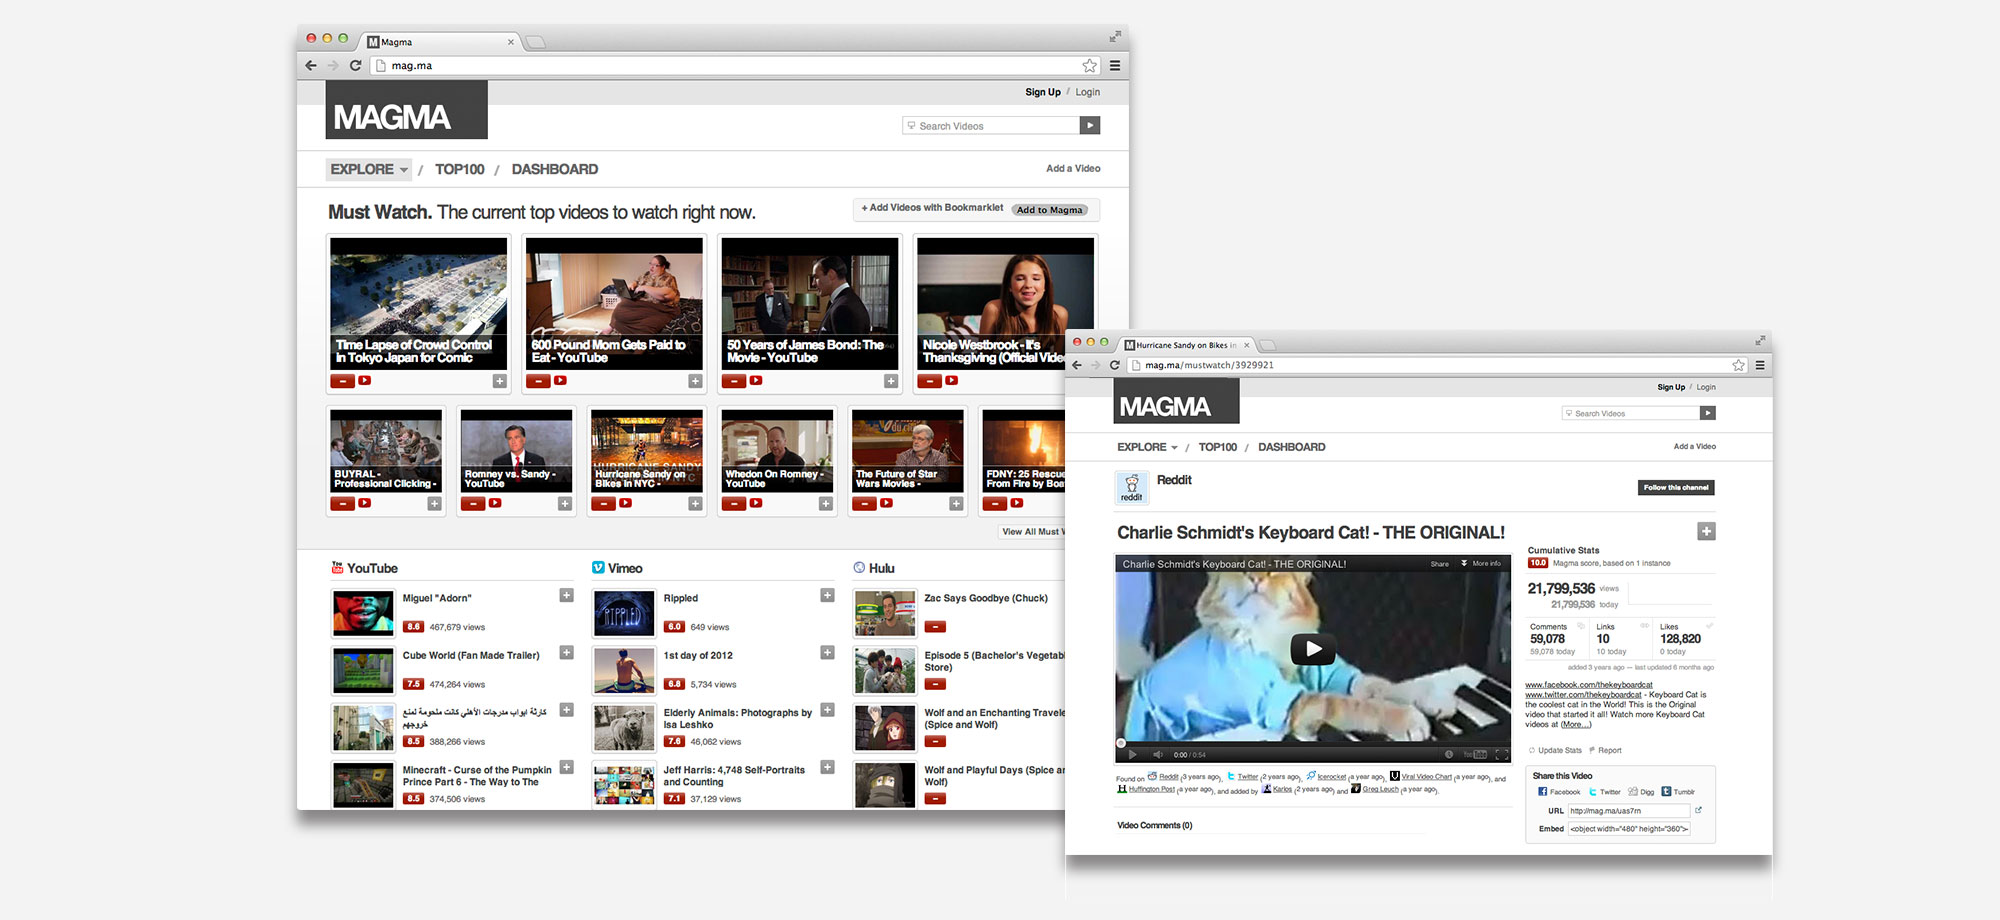 Magma
mag.ma
Sign Up / Login
MAGMA
Search Videos
EXPLORE / TOP100 / DASHBOARD
Add a Video
Must Watch. The current top videos to watch right now.
+ Add Videos with Bookmarklet Add to Magma
Time Lapse of Crowd Control
in Tokyo Japan for Comic
600 Pound Mom Gets Paid to
Eat - YouTube
50 Years of James Bond: The
Movie - YouTube
Nicole Westbrook - It's
Thanksgiving (Official Vide
BUYRAL -
Professional Clicking -
Romney vs. Sandy -
YouTube
HURRICANE SANDY
Hurricane Sandy on
Bikes in NYC -
Whedon On Romney -
YouTube
The Future of Star
Wars Movies -
FDNY: 25 Rescue
From Fire by Boa
View All Must W
YouTube
Miguel "Adorn"
8.6 467,679 views
Cube World (Fan Made Trailer)
7.5 474,264 views
كارثة ابواب مدرجات الأهلي كانت ملحومة لمنع
خروجهم
8.5 388,266 views
Minecraft - Curse of the Pumpkin
Prince Part 6 - The Way to The
8.5 374,506 views
Vimeo
RIPPLED
Rippled
6.0 649 views
1st day of 2012
6.8 5,734 views
Elderly Animals: Photographs by
Isa Leshko
7.6 46,062 views
Jeff Harris: 4,748 Self-Portraits
and Counting
7.1 37,129 views
Hulu
Zac Says Goodbye (Chuck)
Episode 5 (Bachelor's Vegetab
Store)
Wolf and an Enchanting Travele
(Spice and Wolf)
Wolf and Playful Days (Spice a
Wolf)
Hurricane Sandy on Bikes in
mag.ma/mustwatch/3929921
Sign Up / Login
MAGMA
Search Videos
EXPLORE / TOP100 / DASHBOARD
Add a Video
reddit
Reddit
Follow this channel
Charlie Schmidt's Keyboard Cat! - THE ORIGINAL!
Charlie Schmidt's Keyboard Cat! - THE ORIGINAL! Share More info
0:00 / 0:54 YouTube
Found on Reddit (3 years ago), Twitter (2 years ago), Icerocket (a year ago), Viral Video Chart (a year ago), and
Huffington Post (a year ago), and added by Karlos (2 years ago) and Greg Leuch (a year ago).
Video Comments (0)
Cumulative Stats
10.0 Magma score, based on 1 instance
21,799,536 views
21,799,536 today
Comments Links Likes
59,078 10 128,820
59,078 today 10 today 0 today
added 3 years ago — last updated 6 months ago
www.facebook.com/thekeyboardcat
www.twitter.com/thekeyboardcat - Keyboard Cat is
the coolest cat in the World! This is the Original
video that started it all! Watch more Keyboard Cat
videos at (More...)
Update Stats Report
Share this Video
Facebook Twitter Digg Tumblr
URL http://mag.ma/uas7rn
Embed <object width="480" height="360">